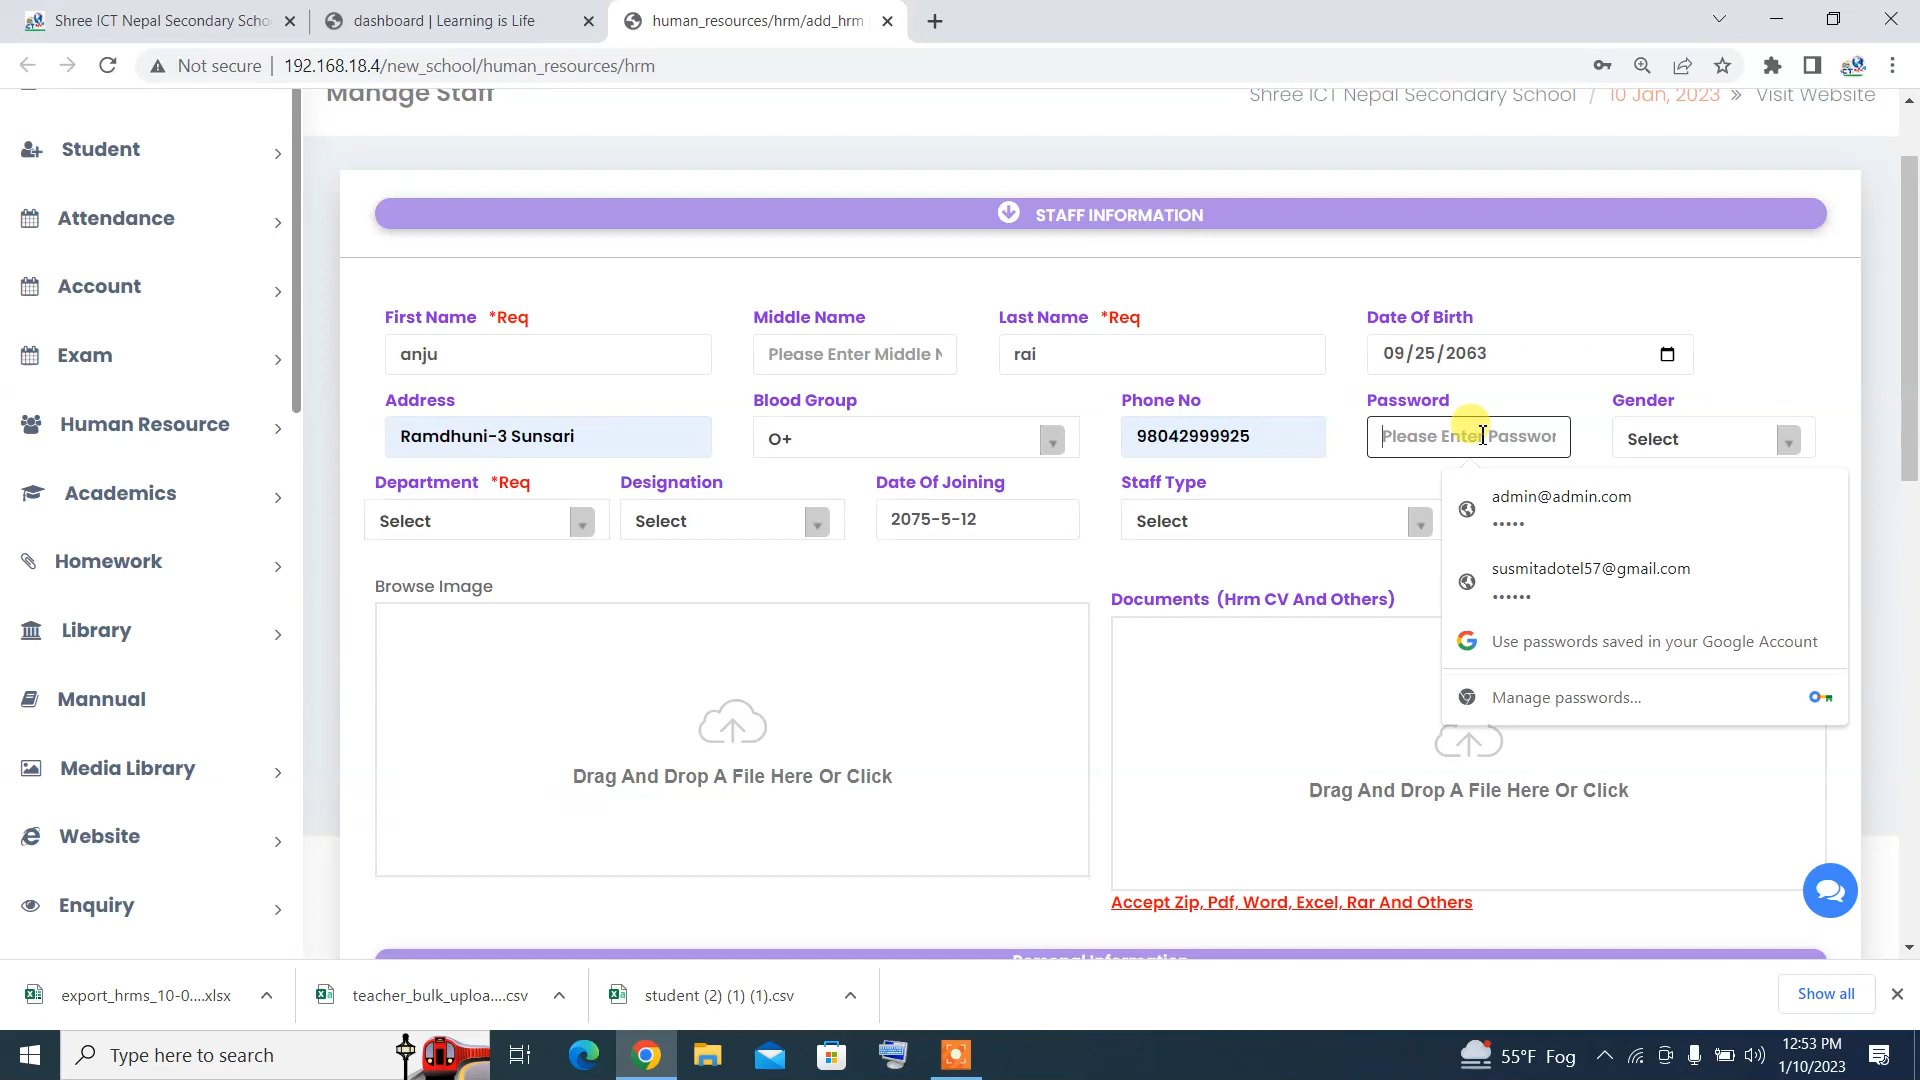 Shree ICT Nepal Secondary Scho
dashboard | Learning is Life
human_resources/hrm/add_hrm
Not secure
192.168.18.4/new_school/human_resources/hrm
Manage Staff
Shree ICT Nepal Secondary School / 10 Jan, 2023 » Visit Website
Student
Attendance
Account
Exam
Human Resource
Academics
Homework
Library
Mannual
Media Library
Website
Enquiry
STAFF INFORMATION
First Name *Req
Middle Name
Last Name *Req
Date Of Birth
anju
Please Enter Middle N
rai
09/25/2063
Address
Blood Group
Phone No
Password
Gender
Ramdhuni-3 Sunsari
O+
98042999925
Please Enter Passwor
Select
Department *Req
Designation
Date Of Joining
Staff Type
Select
Select
2075-5-12
Select
admin@admin.com
•••••
susmitadotel57@gmail.com
••••••
Use passwords saved in your Google Account
Manage passwords...
Browse Image
Documents (Hrm CV And Others)
Drag And Drop A File Here Or Click
Drag And Drop A File Here Or Click
Accept Zip, Pdf, Word, Excel, Rar And Others
Personal Information
export_hrms_10-0....xlsx
teacher_bulk_uploa....csv
student (2) (1) (1).csv
Show all
Type here to search
55°F Fog
12:53 PM
1/10/2023